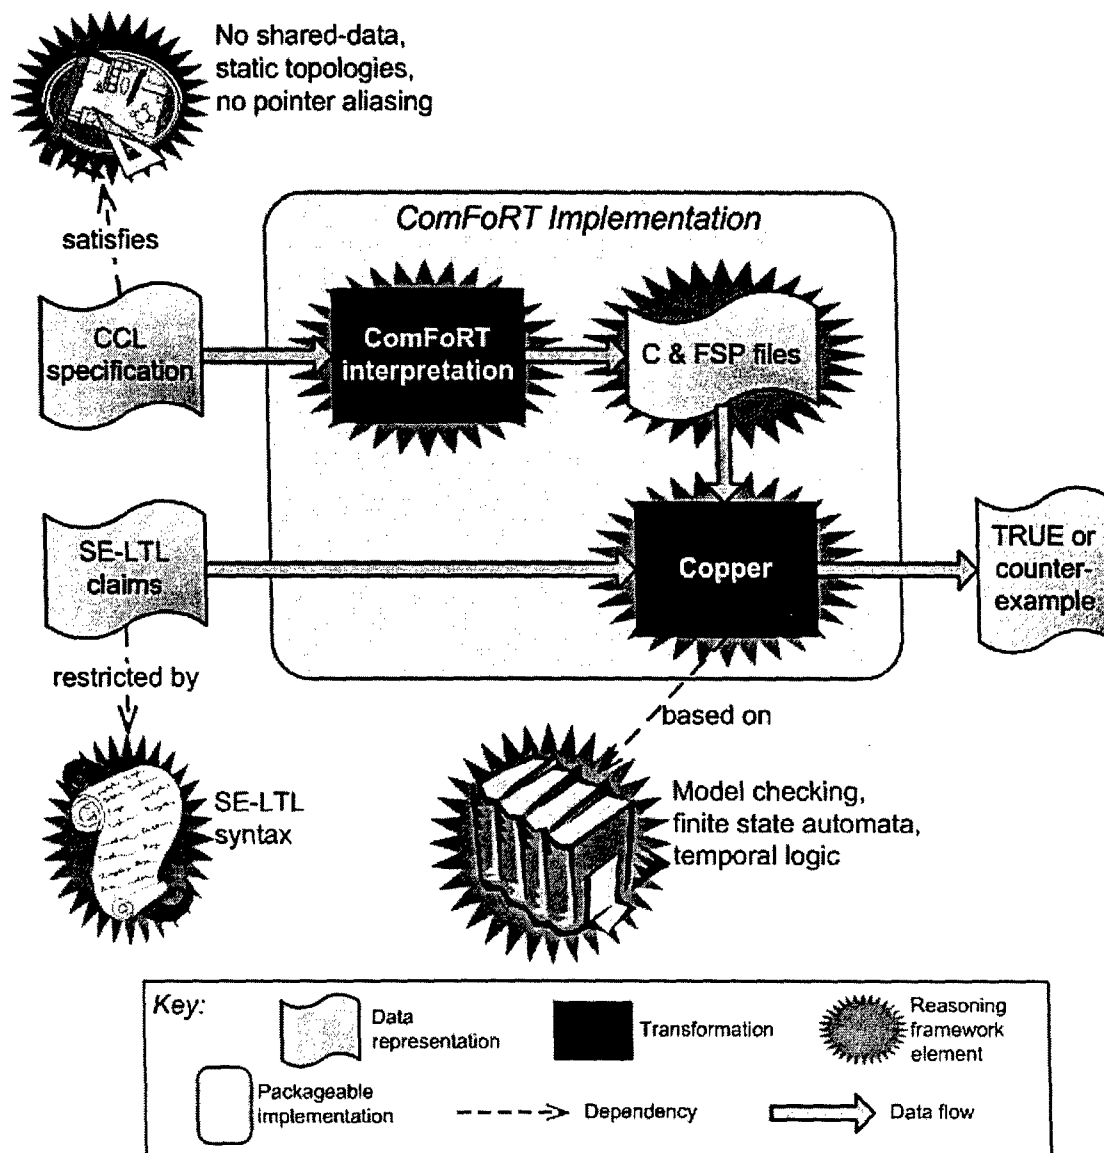 No shared-data,
static topologies,
no pointer aliasing
satisfies
ComFoRT Implementation
CCL
specification
ComFoRT
interpretation
C & FSP files
SE-LTL
claims
Copper
TRUE or
counter-
example
restricted by
based on
SE-LTL
syntax
Model checking,
finite state automata,
temporal logic
Key:
Data
representation
Transformation
Reasoning
framework
element
Packageable
implementation
Dependency
Data flow